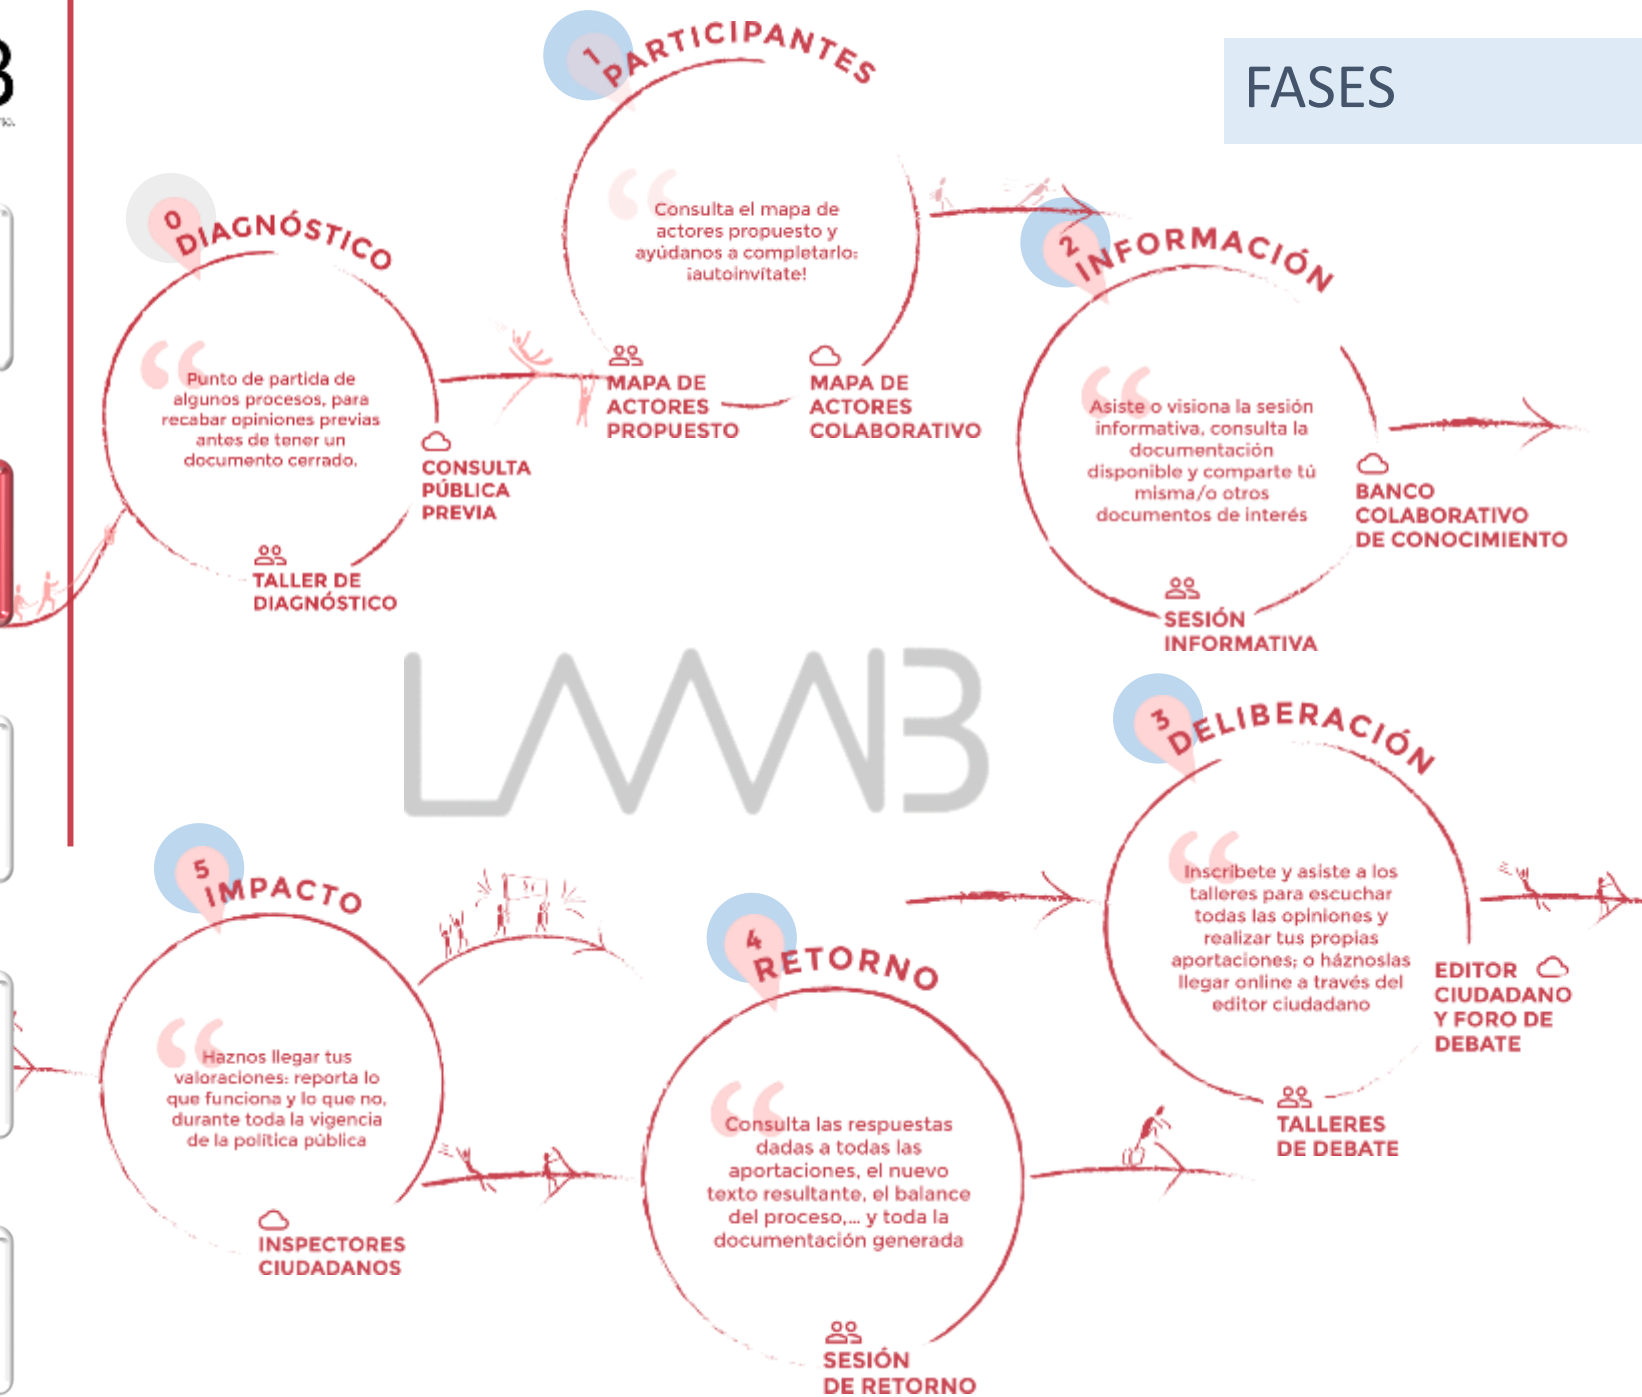 FASES
0
DIAGNÓSTICO
Punto de partida de
algunos procesos, para
recabar opiniones previas
antes de tener un
documento cerrado.
CONSULTA
PÚBLICA
PREVIA
TALLER DE
DIAGNÓSTICO
1
PARTICIPANTES
Consulta el mapa de
actores propuesto y
ayúdanos a completarlo:
¡autoinvítate!
MAPA DE
ACTORES
PROPUESTO
MAPA DE
ACTORES
COLABORATIVO
2
INFORMACIÓN
Asiste o visiona la sesión
informativa, consulta la
documentación
disponible y comparte tú
misma/o otros
documentos de interés
BANCO
COLABORATIVO
DE CONOCIMIENTO
SESIÓN
INFORMATIVA
LAAAB
3
DELIBERACIÓN
Inscríbete y asiste a los
talleres para escuchar
todas las opiniones y
realizar tus propias
aportaciones; o háznoslas
llegar online a través del
editor ciudadano
EDITOR
CIUDADANO
Y FORO DE
DEBATE
TALLERES
DE DEBATE
4
RETORNO
Consulta las respuestas
dadas a todas las
aportaciones, el nuevo
texto resultante, el balance
del proceso,... y toda la
documentación generada
SESIÓN
DE RETORNO
5
IMPACTO
Haznos llegar tus
valoraciones: reporta lo
que funciona y lo que no,
durante toda la vigencia
de la política pública
INSPECTORES
CIUDADANOS